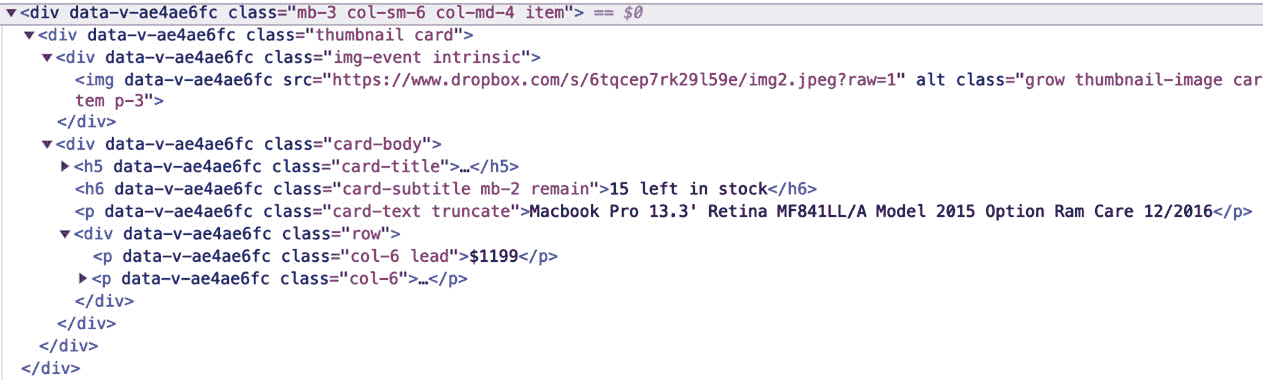 ▼<div data-v-ae4ae6fc class="mb-3 col-sm-6 col-md-4 item"> == $0
▼<div data-v-ae4ae6fc class="thumbnail card">
▼<div data-v-ae4ae6fc class="img-event intrinsic">
<img data-v-ae4ae6fc src="https://www.dropbox.com/s/6tqcep7rk29l59e/img2.jpeg?raw=1" alt class="grow thumbnail-image car
tem p-3">
</div>
▼<div data-v-ae4ae6fc class="card-body">
▶<h5 data-v-ae4ae6fc class="card-title">…</h5>
<h6 data-v-ae4ae6fc class="card-subtitle mb-2 remain">15 left in stock</h6>
<p data-v-ae4ae6fc class="card-text truncate">Macbook Pro 13.3' Retina MF841LL/A Model 2015 Option Ram Care 12/2016</p>
▼<div data-v-ae4ae6fc class="row">
<p data-v-ae4ae6fc class="col-6 lead">$1199</p>
▶<p data-v-ae4ae6fc class="col-6">…</p>
</div>
</div>
</div>
</div>